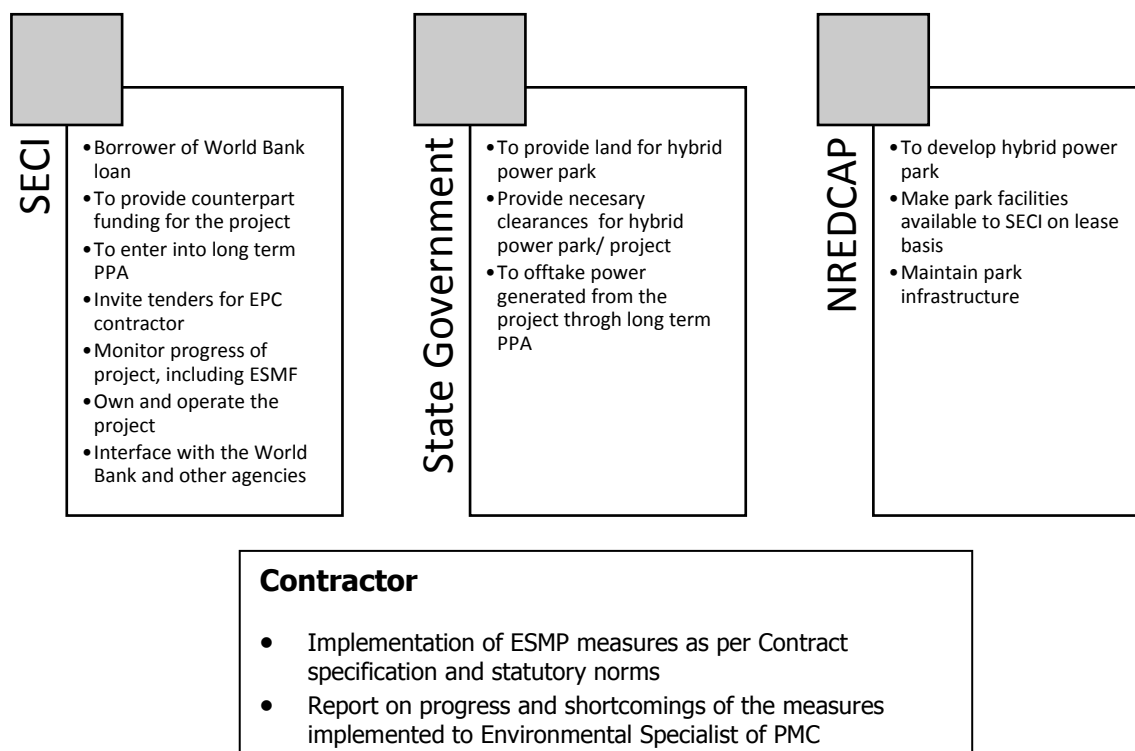 SECI
•Borrower of World Bank
loan
•To provide counterpart
funding for the project
•To enter into long term
PPA
•Invite tenders for EPC
contractor
•Monitor progress of
project, including ESMF
•Own and operate the
project
•Interface with the World
Bank and other agencies
State Government
•To provide land for hybrid
power park
•Provide necesary
clearances for hybrid
power park/ project
•To offtake power
generated from the
project throgh long term
PPA
NREDCAP
•To develop hybrid power
park
•Make park facilities
available to SECI on lease
basis
•Maintain park
infrastructure
Contractor
• Implementation of ESMP measures as per Contract
specification and statutory norms
• Report on progress and shortcomings of the measures
implemented to Environmental Specialist of PMC